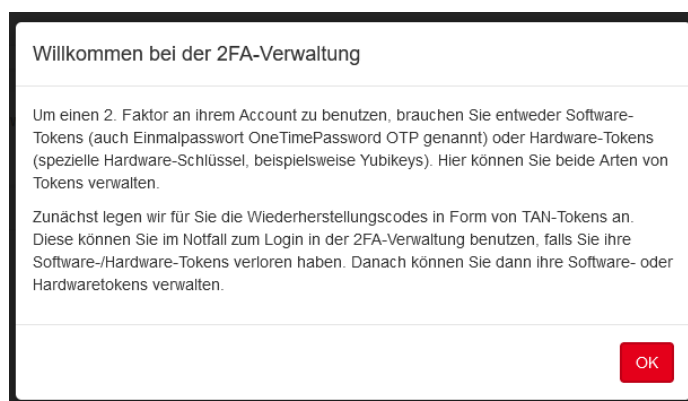 Willkommen bei der 2FA-Verwaltung
Um einen 2. Faktor an ihrem Account zu benutzen, brauchen Sie entweder Software-
Tokens (auch Einmalpasswort OneTimePassword OTP genannt) oder Hardware-Tokens
(spezielle Hardware-Schlüssel, beispielsweise Yubikeys). Hier können Sie beide Arten von
Tokens verwalten.
Zunächst legen wir für Sie die Wiederherstellungscodes in Form von TAN-Tokens an.
Diese können Sie im Notfall zum Login in der 2FA-Verwaltung benutzen, falls Sie ihre
Software-/Hardware-Tokens verloren haben. Danach können Sie dann ihre Software- oder
Hardwaretokens verwalten.
OK